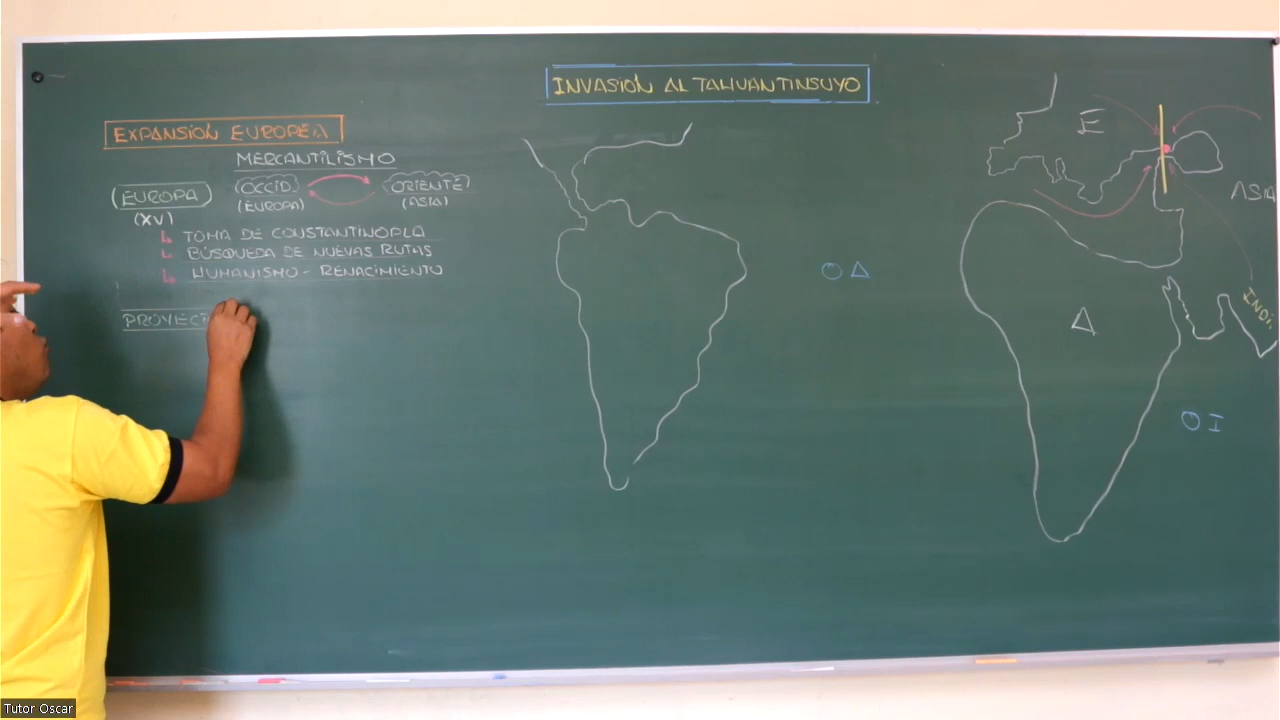 INVASIÓN AL TAHUANTINSUYO
EXPANSIÓN EUROPEA
MERCANTILISMO
(EUROPA) (OCCID) (ORIENTE)
(XV) (EUROPA) (ASIA)
TOMA DE CONSTANTINOPLA
BÚSQUEDA DE NUEVAS RUTAS
HUMANISMO - RENACIMIENTO
PROYEC
O A
E
ASIA
INDI
A
O I
Tutor Oscar